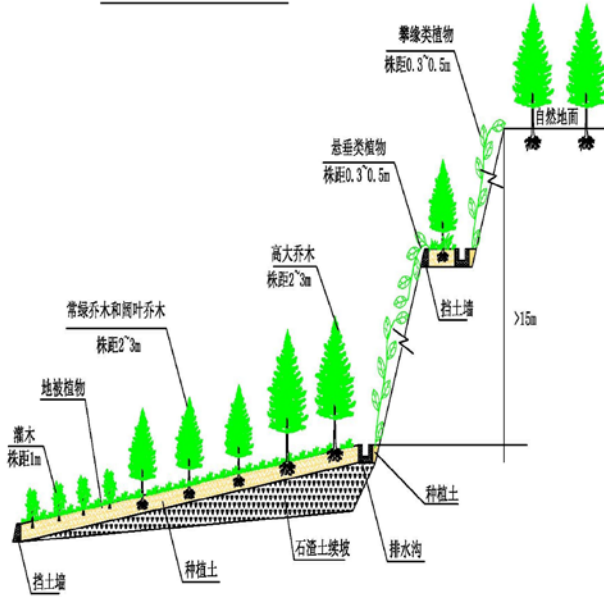 攀缘类植物
株距0.3~0.5m
自然地面
悬垂类植物
株距0.3~0.5m
高大乔木
株距2~3m
挡土墙
>15m
常绿乔木和阔叶乔木
株距2~3m
地被植物
灌木
株距1m
种植土
石渣土续坡
排水沟
种植土
挡土墙